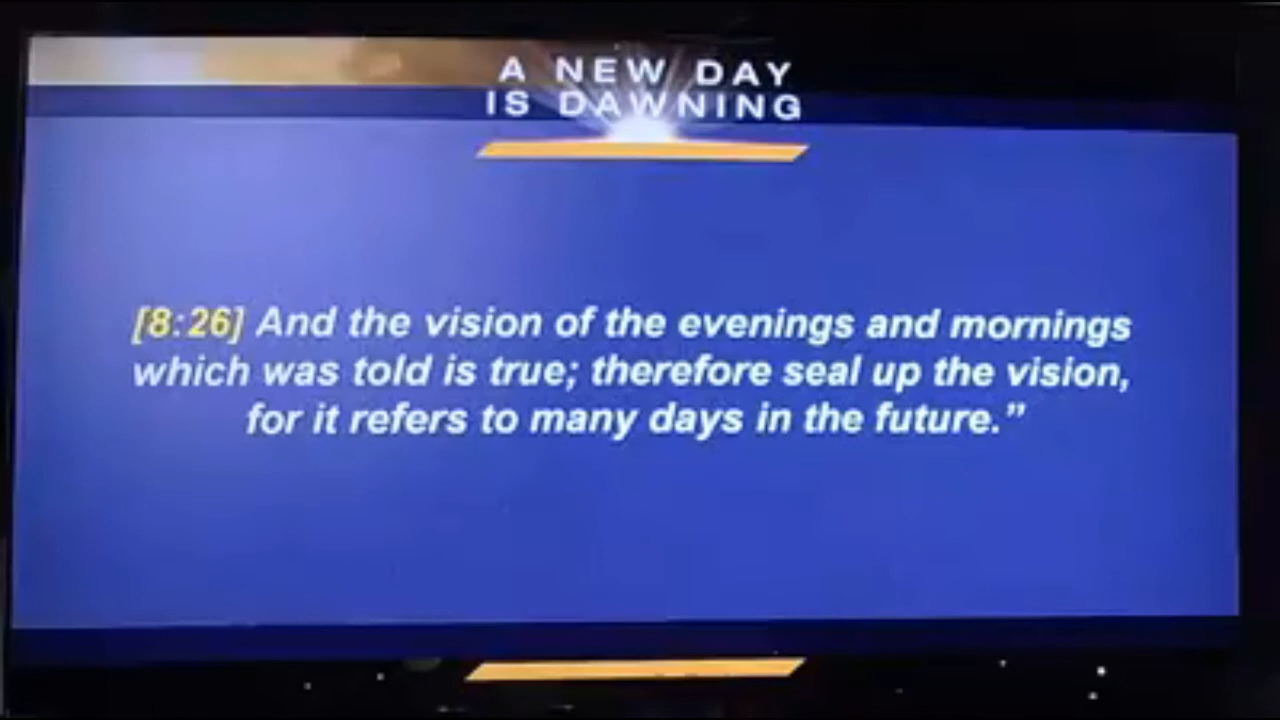 A NEW DAY
IS DAWNING
[8:26] And the vision of the evenings and mornings
which was told is true; therefore seal up the vision,
for it refers to many days in the future.”